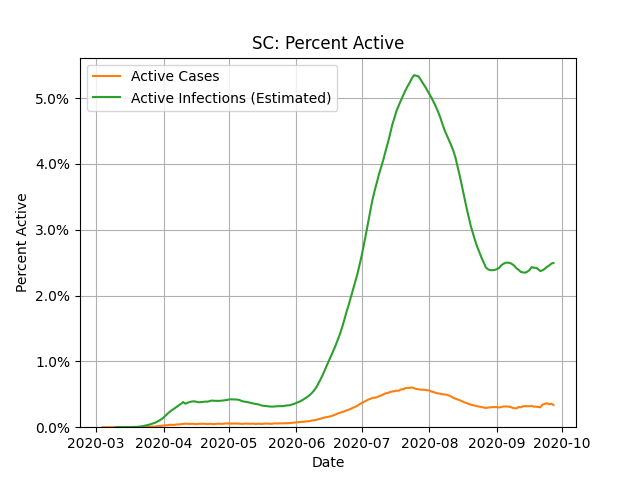 SC: Percent Active
Active Cases
Active Infections (Estimated)
5.0%
4.0%
3.0%
2.0%
1.0%
0.0%
Percent Active
2020-03 2020-04 2020-05 2020-06 2020-07 2020-08 2020-09 2020-10
Date